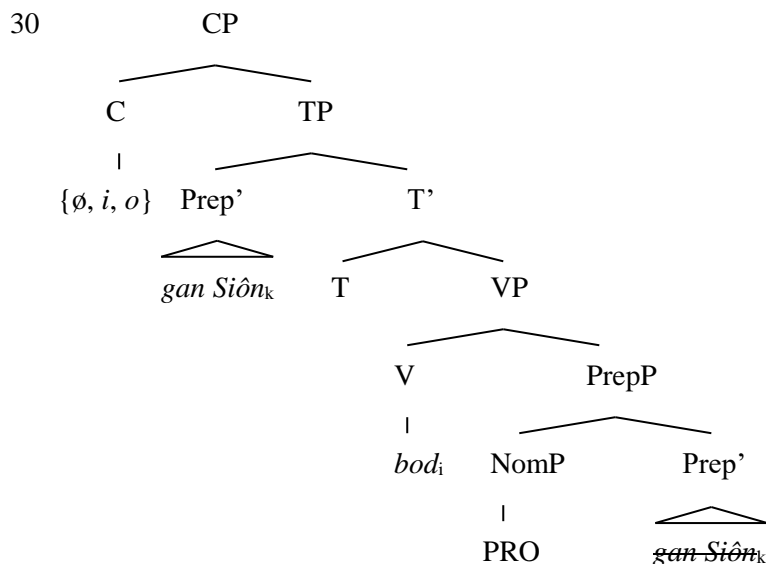 30 CP
C TP
{ø, i, o} Prep’ T’
gan Siônₖ T VP
V PrepP
bodᵢ NomP Prep’
PRO gan Siônₖ